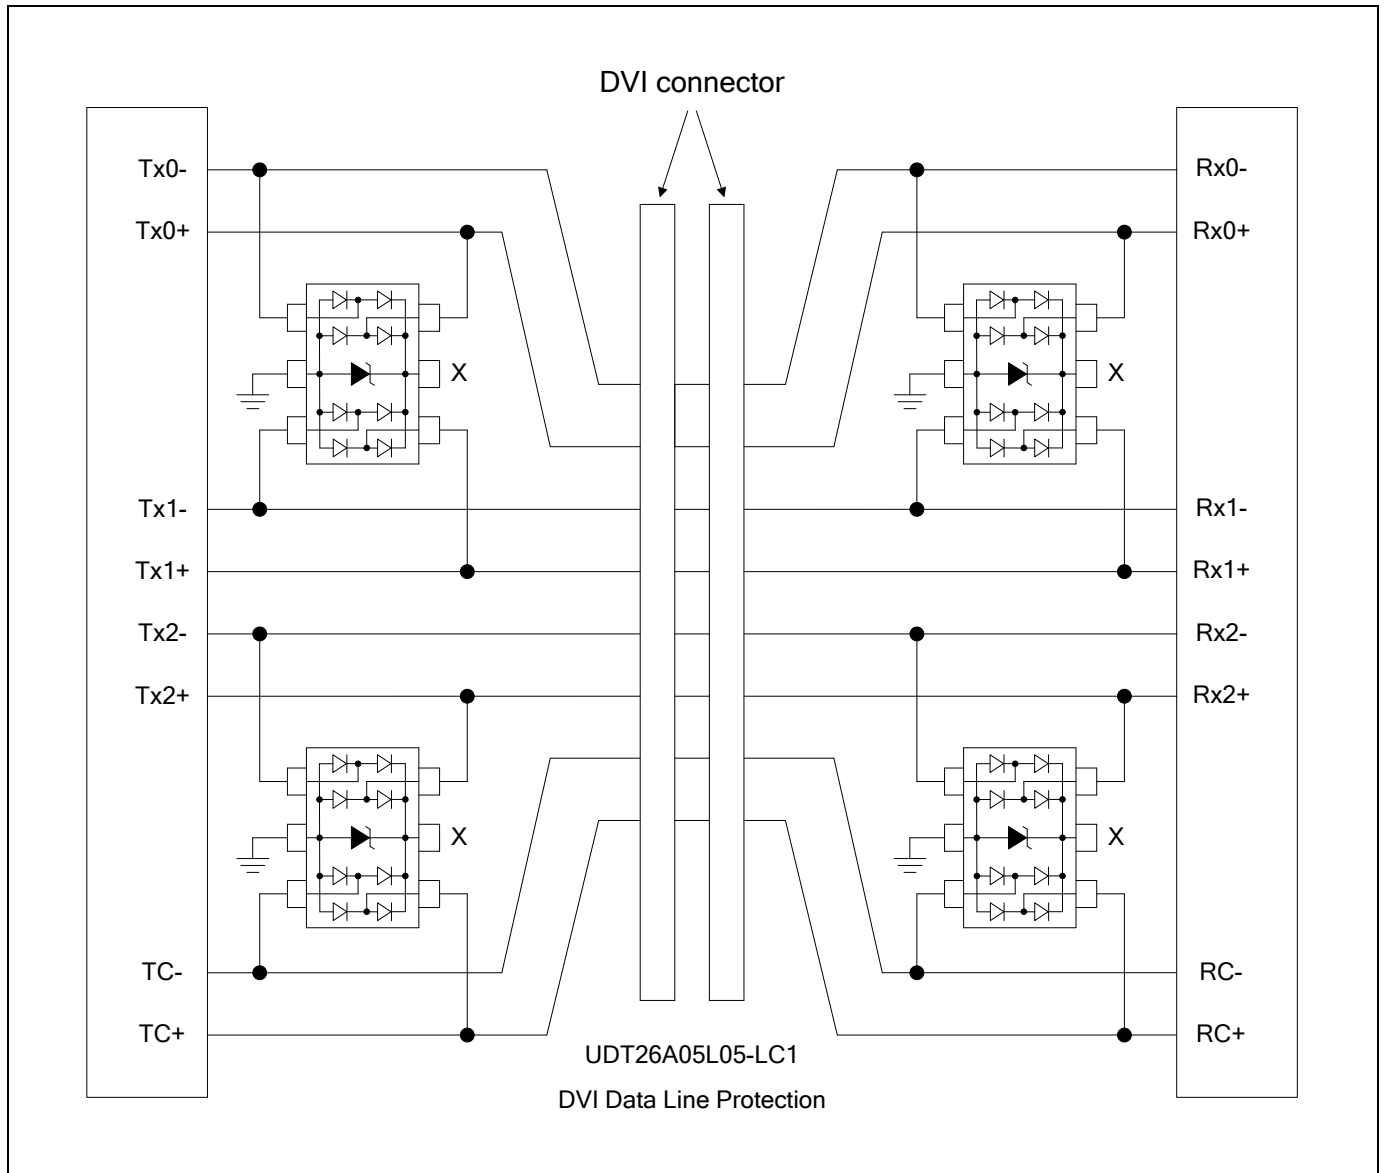 DVI connector
Tx0-
Rx0-
Tx0+
Rx0+
X
X
Tx1-
Rx1-
Tx1+
Rx1+
Tx2-
Rx2-
Tx2+
Rx2+
X
X
TC-
RC-
TC+
RC+
UDT26A05L05-LC1
DVI Data Line Protection